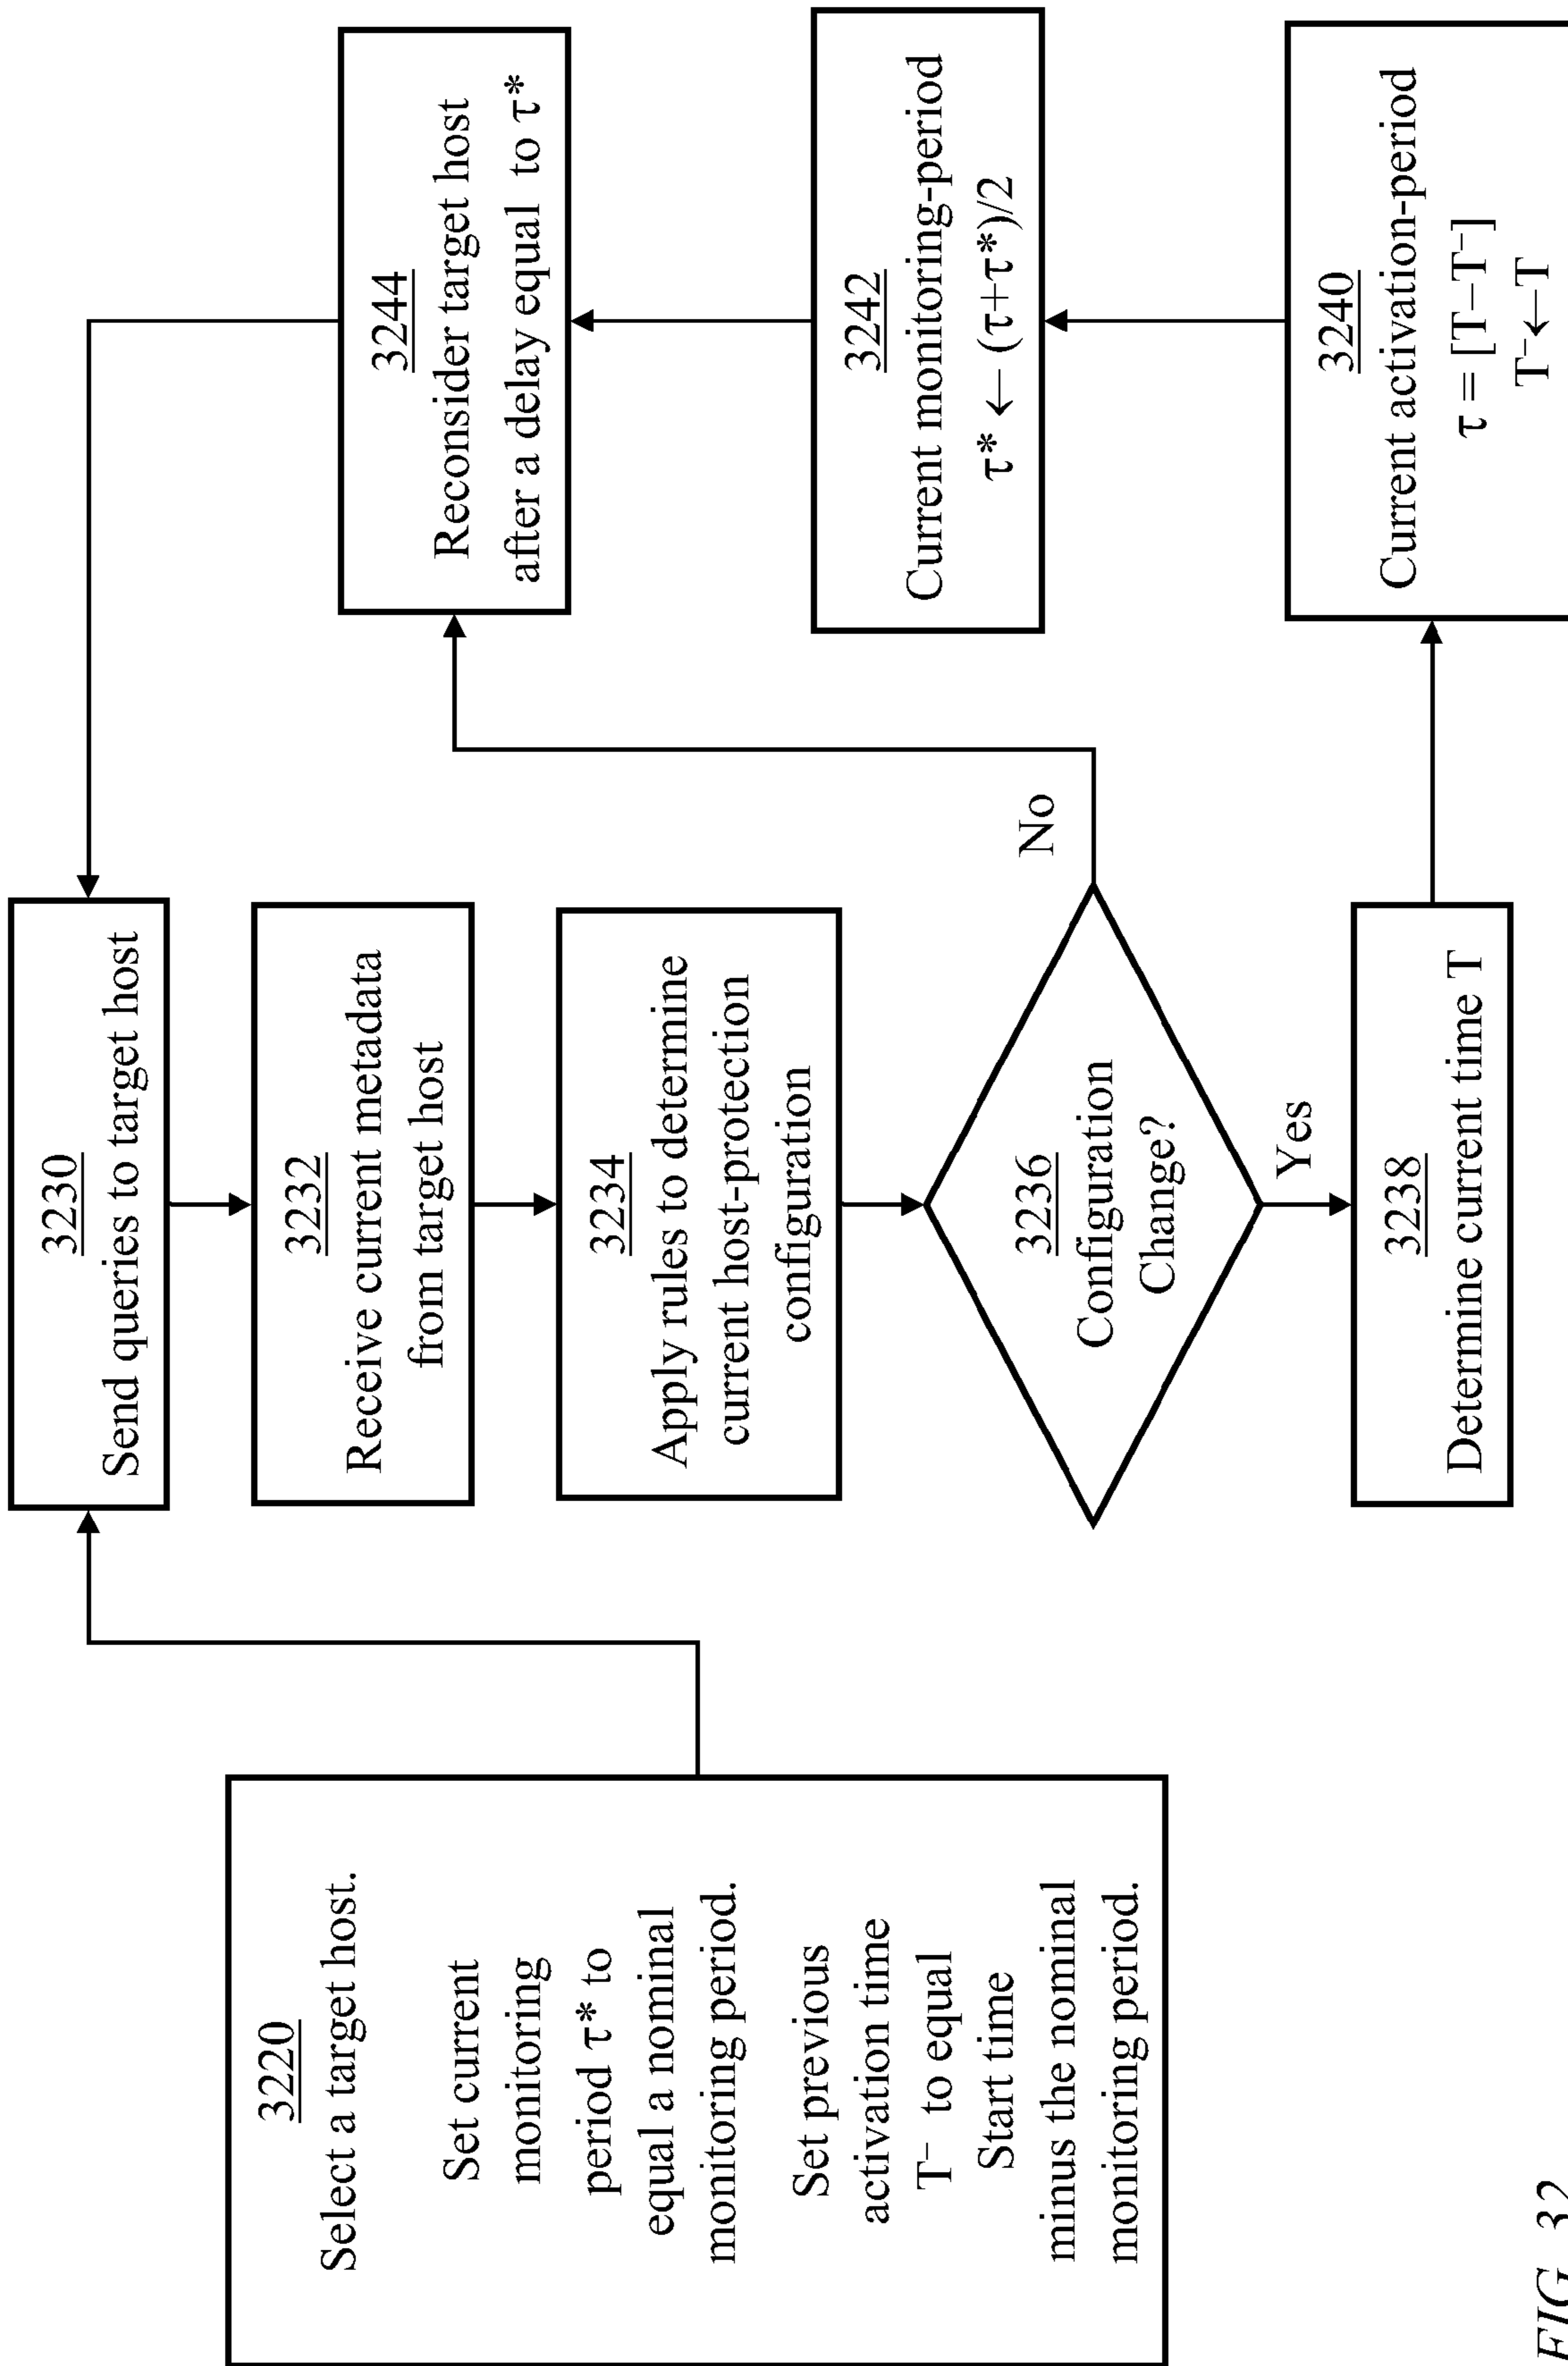 3220
Select a target host.
Set current
monitoring
period τ* to
equal a nominal
monitoring period.
Set previous
activation time
T⁻ to equal
Start time
minus the nominal
monitoring period.
3230
Send queries to target host
3232
Receive current metadata
from target host
3234
Apply rules to determine
current host-protection
configuration
3236
Configuration
Change?
No
Yes
3238
Determine current time T
3240
Current activation-period
τ = [T−T⁻]
T⁻←T
3242
Current monitoring-period
τ* ← (τ+τ*)/2
3244
Reconsider target host
after a delay equal to τ*
FIG. 32